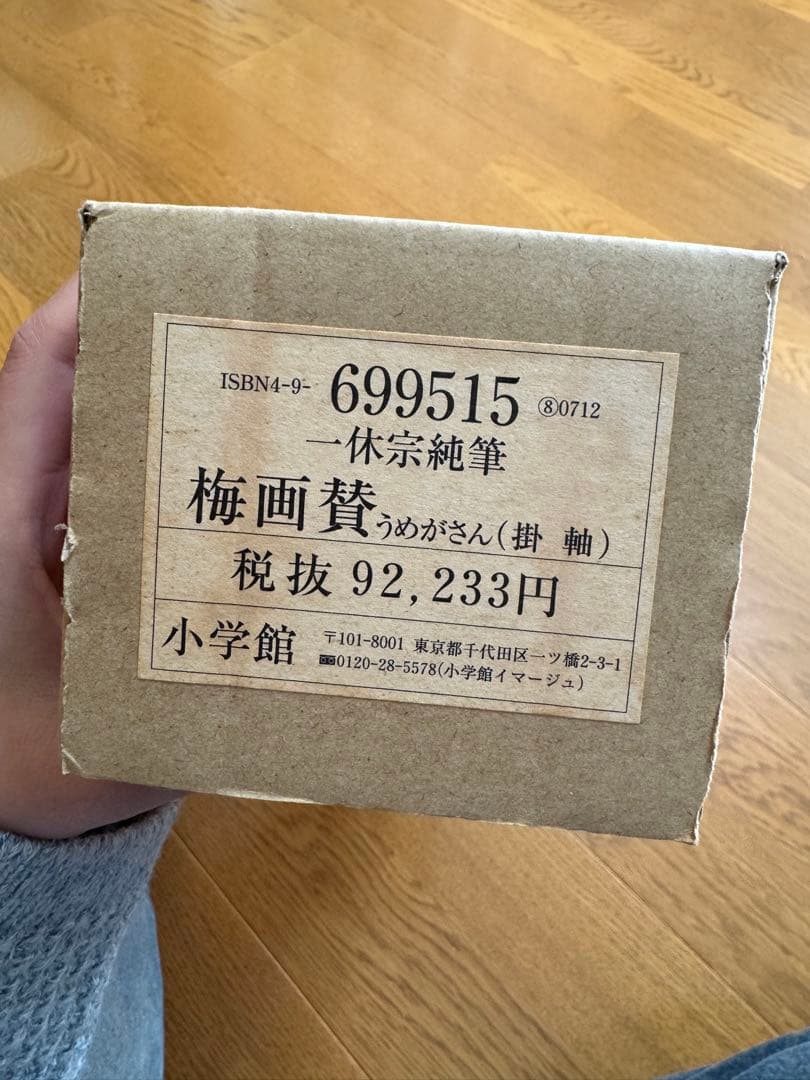 ISBN4-9- 699515 ⑧0712
一休宗純筆
梅画賛うめがさん(掛 軸)
税抜 92,233円
小学館 〒101-8001 東京都千代田区一ツ橋2-3-1
0120-28-5578(小学館イマージュ)